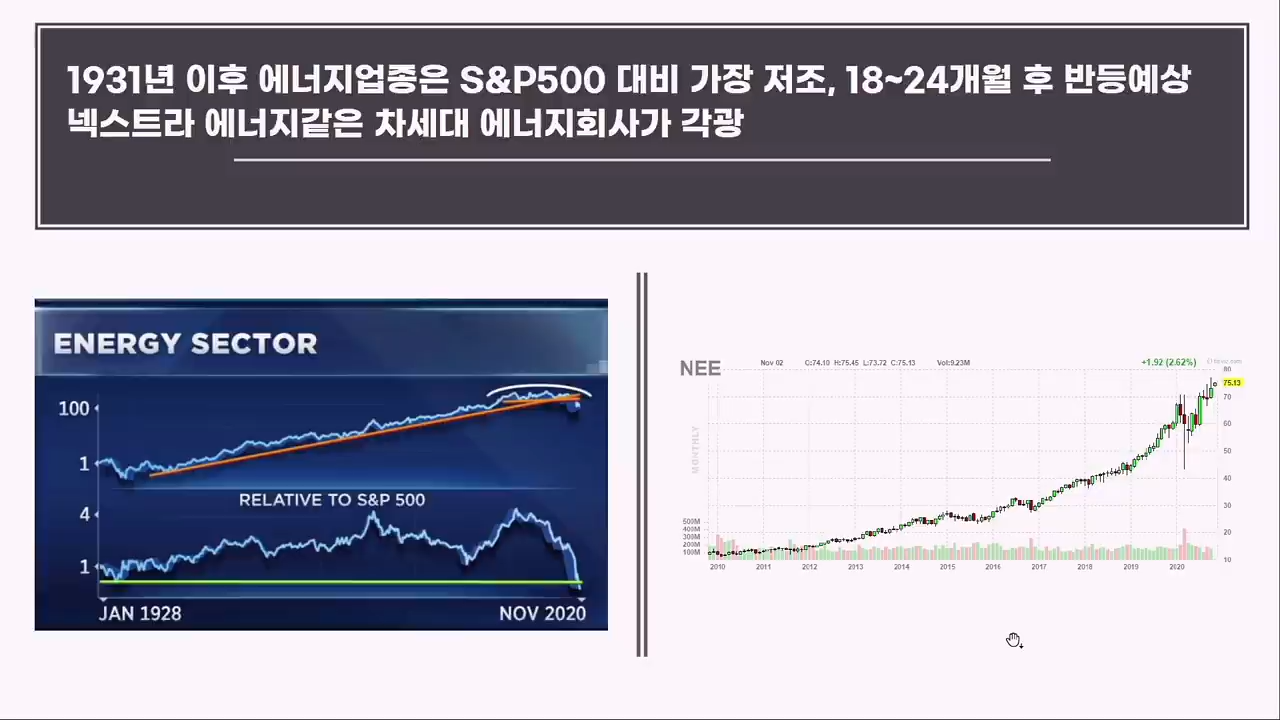 1931년 이후 에너지업종은 S&P500 대비 가장 저조, 18~24개월 후 반등예상
넥스트라 에너지같은 차세대 에너지회사가 각광
ENERGY SECTOR
100
1
RELATIVE TO S&P 500
4
1
JAN 1928 NOV 2020
NEE Nov 02 C:74.10 H:75.45 L:73.72 C:75.13 Vol:9.23M +1.92 (2.62%)
80
75.13
70
60
50
40
30
20
10
MONTHLY
500M
400M
300M
200M
100M
2010 2011 2012 2013 2014 2015 2016 2017 2018 2019 2020